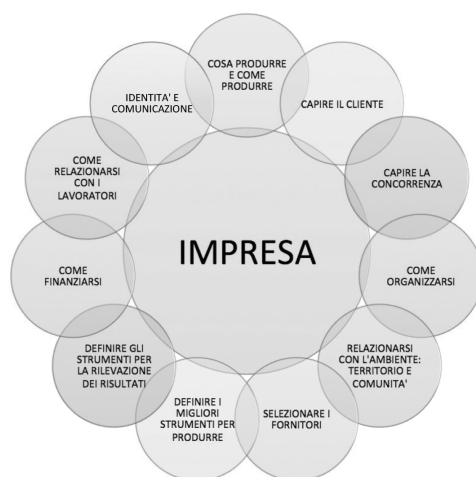 COSA PRODURRE
E COME
PRODURRE
CAPIRE IL CLIENTE
CAPIRE LA
CONCORRENZA
COME
ORGANIZZARSI
RELAZIONARSI
CON L'AMBIENTE:
TERRITORIO E
COMUNITA'
SELEZIONARE I
FORNITORI
DEFINIRE I
MIGLIORI
STRUMENTI PER
PRODURRE
DEFINIRE GLI
STRUMENTI PER
LA RILEVAZIONE
DEI RISULTATI
COME
FINANZIARSI
COME
RELAZIONARSI
CON I
LAVORATORI
IDENTITA' E
COMUNICAZIONE
IMPRESA